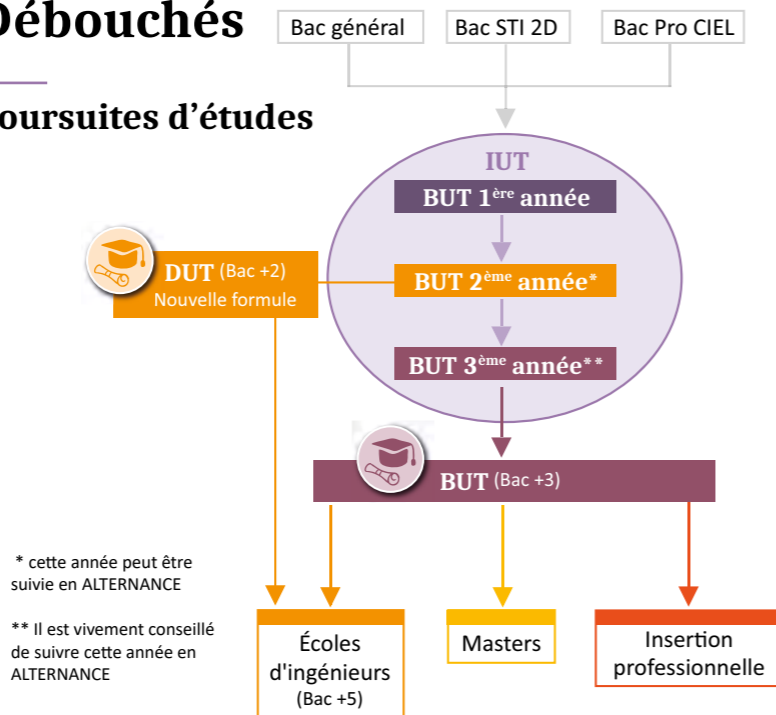 Débouchés
oursuites d’études
Bac général
Bac STI 2D
Bac Pro CIEL
IUT
BUT 1ère année
DUT (Bac +2)
Nouvelle formule
BUT 2ème année*
BUT 3ème année**
BUT (Bac +3)
* cette année peut être
suivie en ALTERNANCE
** Il est vivement conseillé
de suivre cette année en
ALTERNANCE
Écoles
d'ingénieurs
(Bac +5)
Masters
Insertion
professionnelle